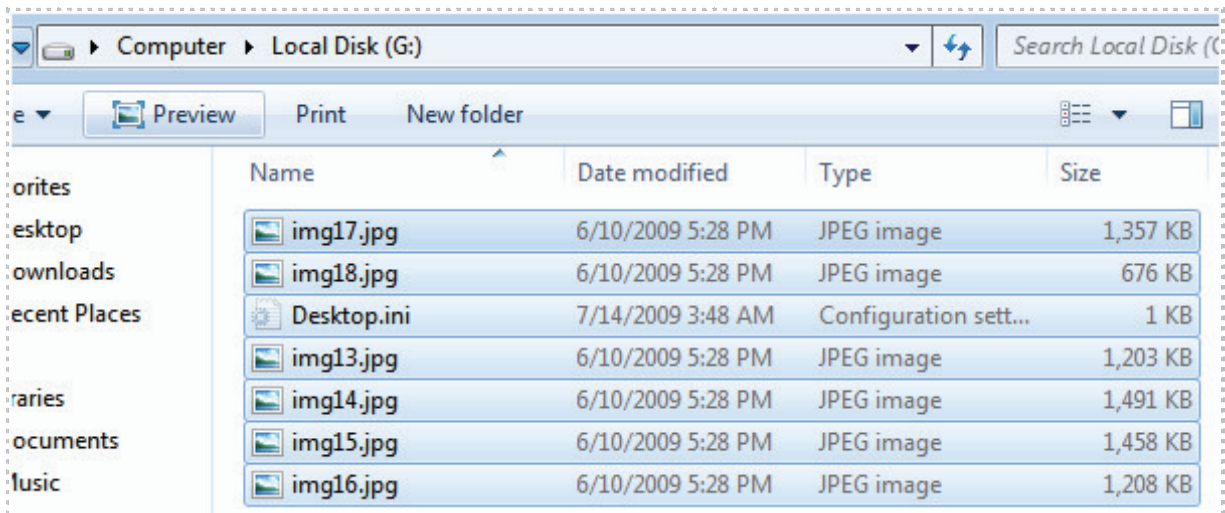 Computer Local Disk (G:) Search Local Disk (
e Preview Print New folder
Name Date modified Type Size
orites
esktop
ownloads
ecent Places
raries
ocuments
img17.jpg 6/10/2009 5:28 PM JPEG image 1,357 KB
img18.jpg 6/10/2009 5:28 PM JPEG image 676 KB
Desktop.ini 7/14/2009 3:48 AM Configuration sett... 1 KB
img13.jpg 6/10/2009 5:28 PM JPEG image 1,203 KB
img14.jpg 6/10/2009 5:28 PM JPEG image 1,491 KB
img15.jpg 6/10/2009 5:28 PM JPEG image 1,458 KB
img16.jpg 6/10/2009 5:28 PM JPEG image 1,208 KB